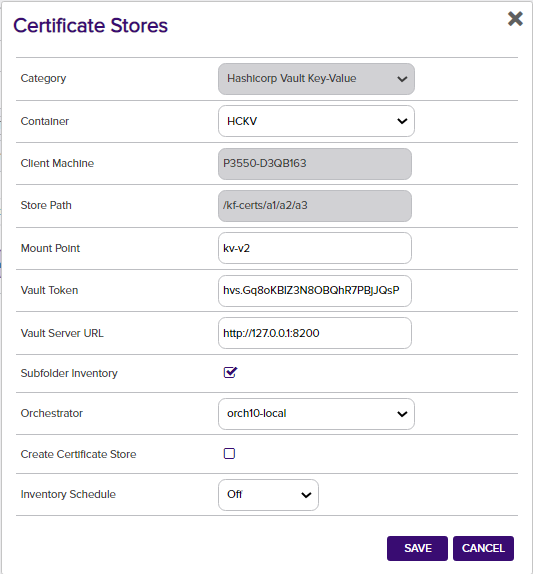 Certificate Stores
Category Hashicorp Vault Key-Value
Container HCKV
Client Machine P3550-D3QB163
Store Path /kf-certs/a1/a2/a3
Mount Point kv-v2
Vault Token hvs.Gq8oKBIZ3N8OBQhR7PBjJQsP
Vault Server URL http://127.0.0.1:8200
Subfolder Inventory
Orchestrator orch10-local
Create Certificate Store
Inventory Schedule Off
SAVE CANCEL